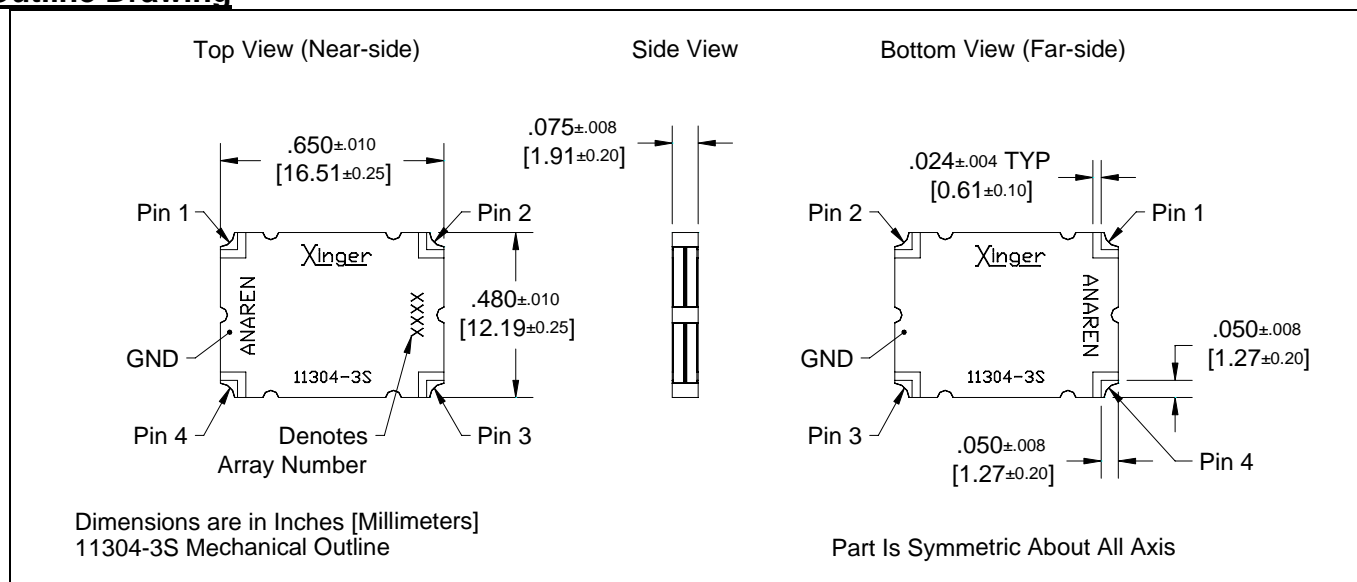 Outline Drawing
Top View (Near-side)
Side View
Bottom View (Far-side)
.650±.010
[16.51±0.25]
Pin 1
Pin 2
Xinger
ANAREN
XXXX
.480±.010
[12.19±0.25]
GND
11304-3S
Pin 4
Denotes
Array Number
Pin 3
.075±.008
[1.91±0.20]
.024±.004 TYP
[0.61±0.10]
Pin 2
Pin 1
Xinger
ANAREN
GND
11304-3S
.050±.008
[1.27±0.20]
Pin 3
.050±.008
[1.27±0.20]
Pin 4
Dimensions are in Inches [Millimeters]
11304-3S Mechanical Outline
Part Is Symmetric About All Axis